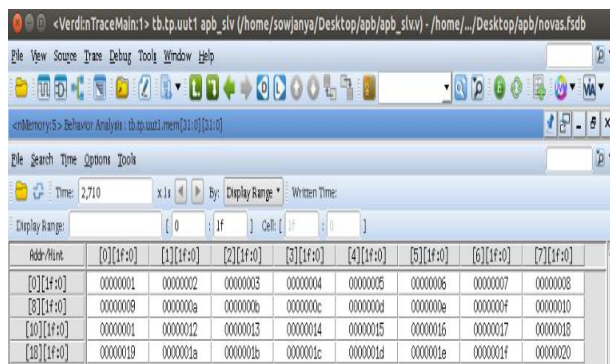 <Verdi:nTraceMain:1> tb.tp.uut1 apb_slv (/home/sowjanya/Desktop/apb/apb_slv.v) - /home/.../Desktop/apb/novas.fsdb
File View Source Trace Debug Tools Window Help
<nMemory:5> Behavior Analysis : tb.tp.uut1.mem[31:0][31:0]
File Search Time Options Tools
Time: 2,710 x 1s By: Display Range Written Time:
Display Range: [ 0 : 1f ] Cell: [ 1f : 0 ]
Addr/Hint [0][1f:0] [1][1f:0] [2][1f:0] [3][1f:0] [4][1f:0] [5][1f:0] [6][1f:0] [7][1f:0]
[0][1f:0] 00000001 00000002 00000003 00000004 00000005 00000006 00000007 00000008
[8][1f:0] 00000009 0000000a 0000000b 0000000c 0000000d 0000000e 0000000f 00000010
[10][1f:0] 00000001 00000012 00000013 00000014 00000015 00000016 00000017 00000018
[18][1f:0] 00000019 0000001a 0000001b 0000001c 0000001d 0000001e 0000001f 00000020